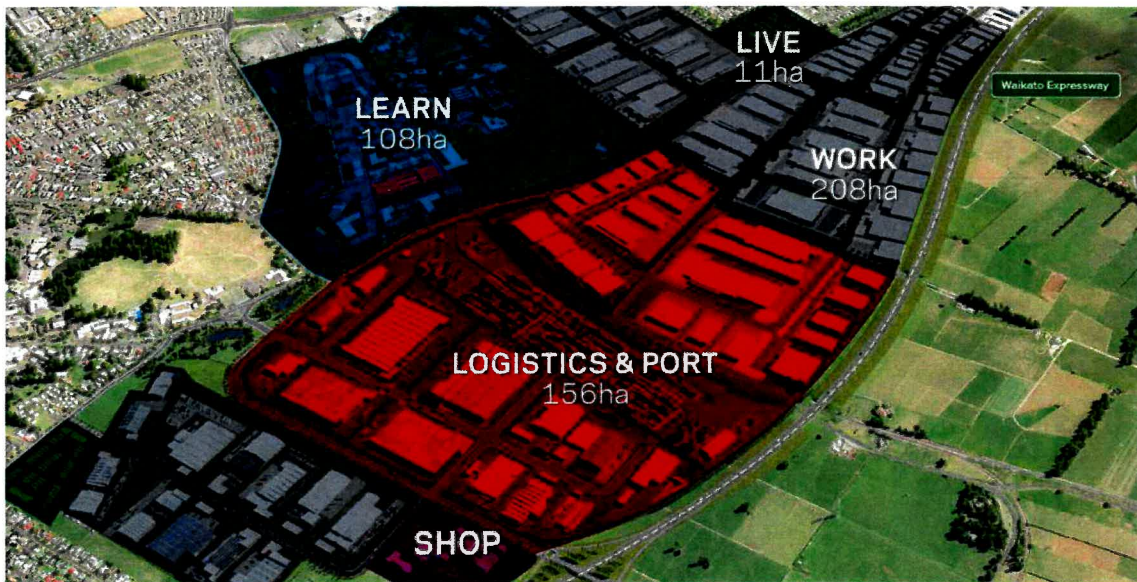 LIVE
11ha
Waikato Expressway
LEARN
108ha
WORK
208ha
LOGISTICS & PORT
156ha
SHOP